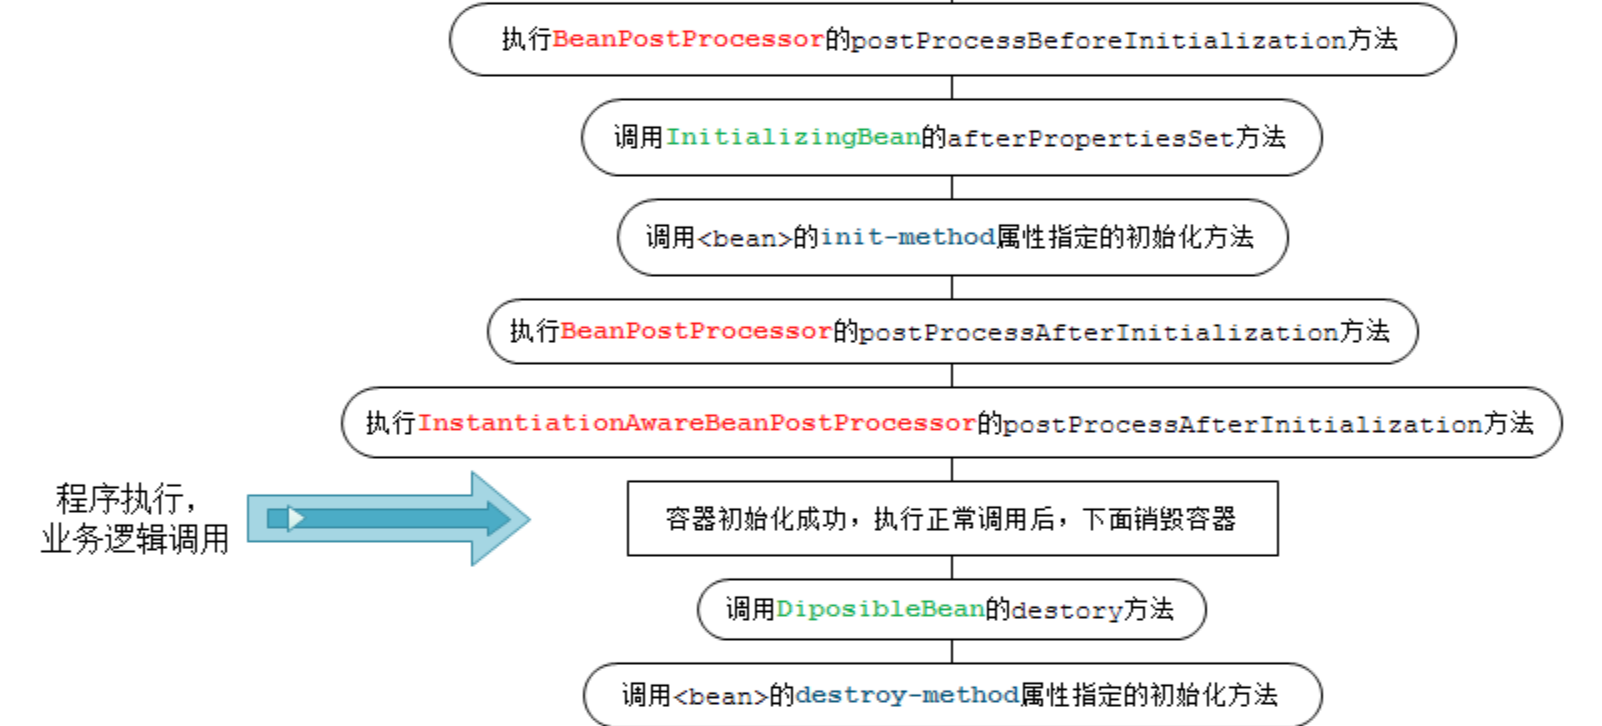 执行BeanPostProcessor的postProcessBeforeInitialization方法
调用InitializingBean的afterPropertiesSet方法
调用<bean>的init-method属性指定的初始化方法
执行BeanPostProcessor的postProcessAfterInitialization方法
执行InstantiationAwareBeanPostProcessor的postProcessAfterInitialization方法
程序执行,
业务逻辑调用
容器初始化成功，执行正常调用后，下面销毁容器
调用DiposibleBean的destory方法
调用<bean>的destroy-method属性指定的初始化方法